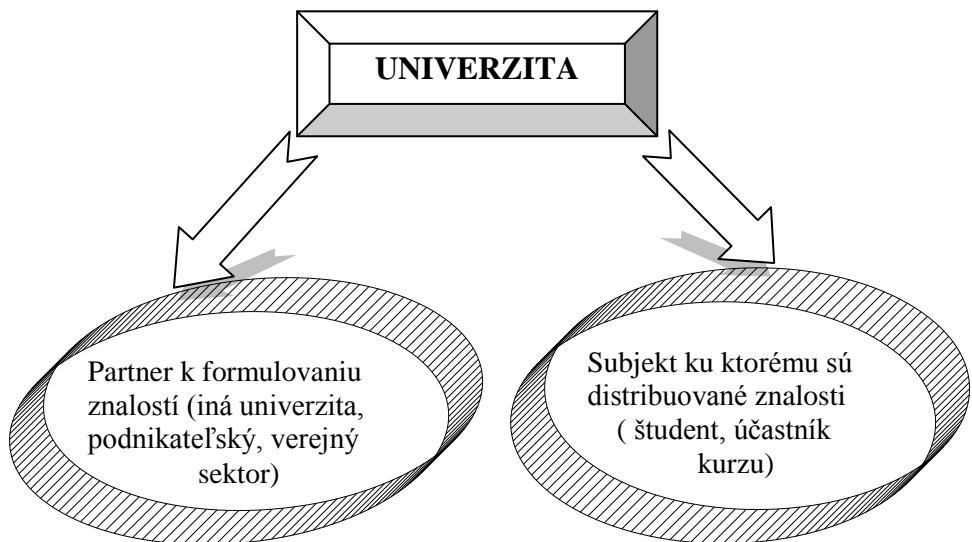 UNIVERZITA
Partner k formulovaniu
znalostí (iná univerzita,
podnikateľský, verejný
sektor)
Subjekt ku ktorému sú
distribuované znalosti
( študent, účastník
kurzu)